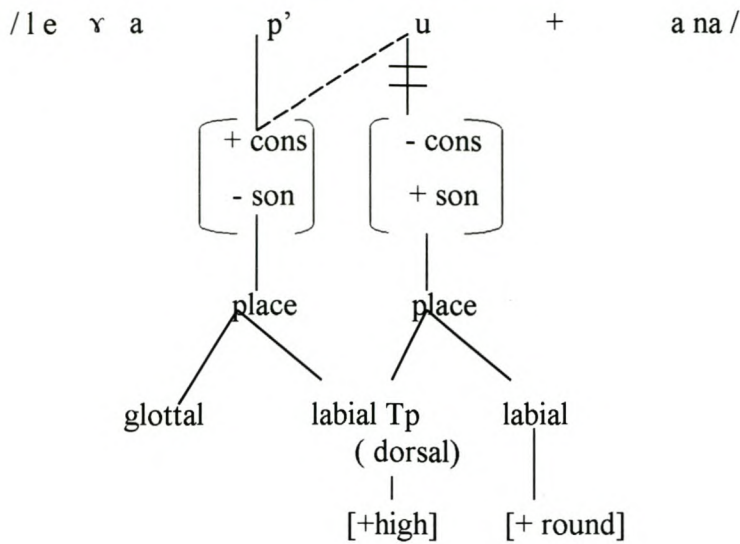 / l e ɤ a p’ u + a na /
+ cons - cons
- son + son
place place
glottal labial Tp labial
( dorsal)
[+high] [+ round]